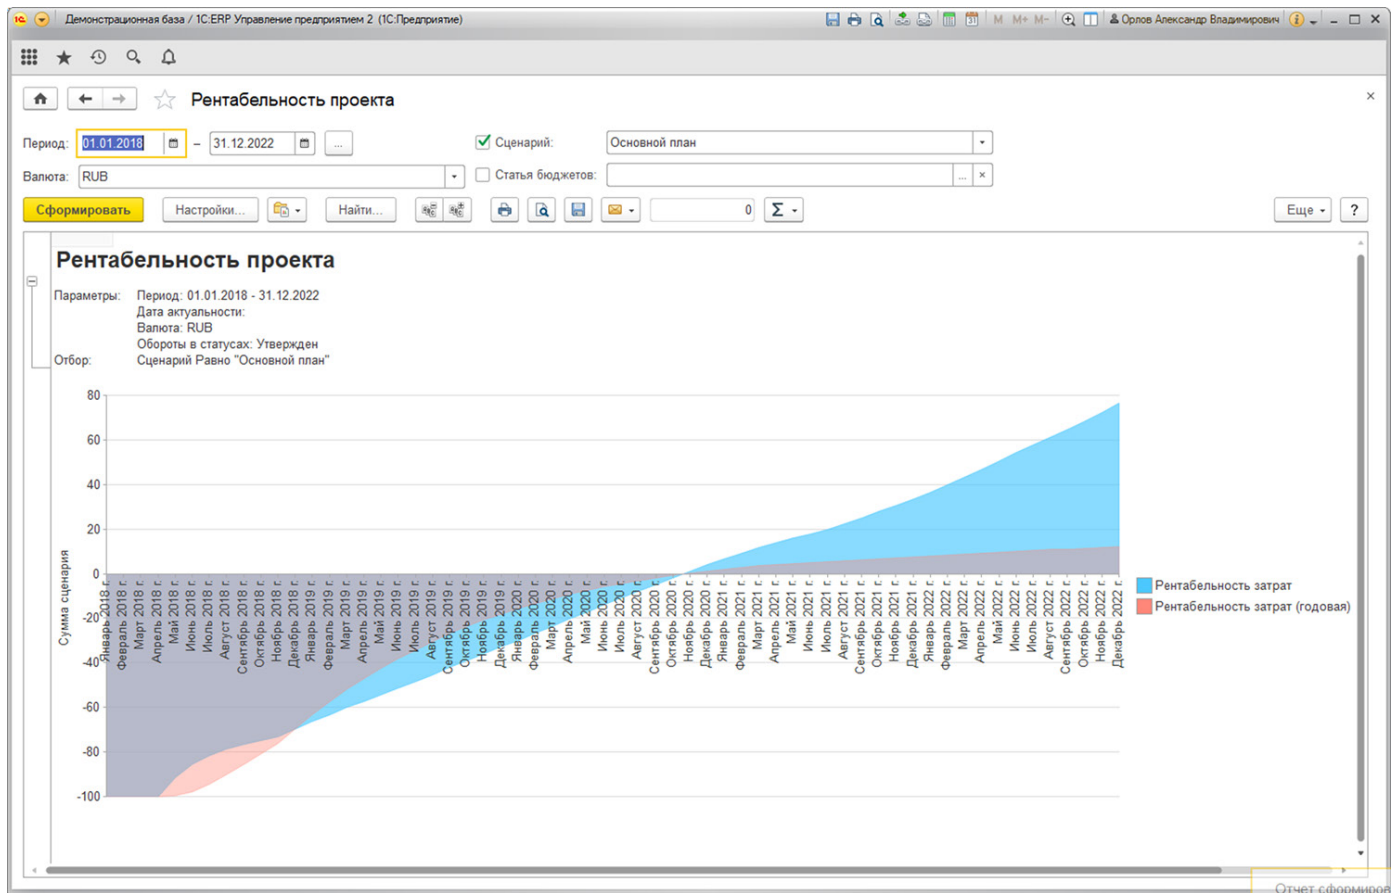 1С Демонстрационная база / 1С:ERP Управление предприятием 2 (1С:Предприятие) M M+ M- Орлов Александр Владимирович
Рентабельность проекта
Период: 01.01.2018 – 31.12.2022 ... Сценарий: Основной план
Валюта: RUB Статья бюджетов: ... ×
Сформировать Настройки... Найти... 0 Σ Еще ?
Рентабельность проекта
Параметры: Период: 01.01.2018 - 31.12.2022
Дата актуальности:
Валюта: RUB
Обороты в статусах: Утвержден
Отбор: Сценарий Равно "Основной план"
80
60
40
20
0
-20
-40
-60
-80
-100
Сумма сценария
Январь 2018 г.
Февраль 2018 г.
Март 2018 г.
Апрель 2018 г.
Май 2018 г.
Июнь 2018 г.
Июль 2018 г.
Август 2018 г.
Сентябрь 2018 г.
Октябрь 2018 г.
Ноябрь 2018 г.
Декабрь 2018 г.
Январь 2019 г.
Февраль 2019 г.
Март 2019 г.
Апрель 2019 г.
Май 2019 г.
Июнь 2019 г.
Июль 2019 г.
Август 2019 г.
Сентябрь 2019 г.
Октябрь 2019 г.
Ноябрь 2019 г.
Декабрь 2019 г.
Январь 2020 г.
Февраль 2020 г.
Март 2020 г.
Апрель 2020 г.
Май 2020 г.
Июнь 2020 г.
Июль 2020 г.
Август 2020 г.
Сентябрь 2020 г.
Октябрь 2020 г.
Ноябрь 2020 г.
Декабрь 2020 г.
Январь 2021 г.
Февраль 2021 г.
Март 2021 г.
Апрель 2021 г.
Май 2021 г.
Июнь 2021 г.
Июль 2021 г.
Август 2021 г.
Сентябрь 2021 г.
Октябрь 2021 г.
Ноябрь 2021 г.
Декабрь 2021 г.
Январь 2022 г.
Февраль 2022 г.
Март 2022 г.
Апрель 2022 г.
Май 2022 г.
Июнь 2022 г.
Июль 2022 г.
Август 2022 г.
Сентябрь 2022 г.
Октябрь 2022 г.
Ноябрь 2022 г.
Декабрь 2022 г.
Рентабельность затрат
Рентабельность затрат (годовая)
Отчет сформиров